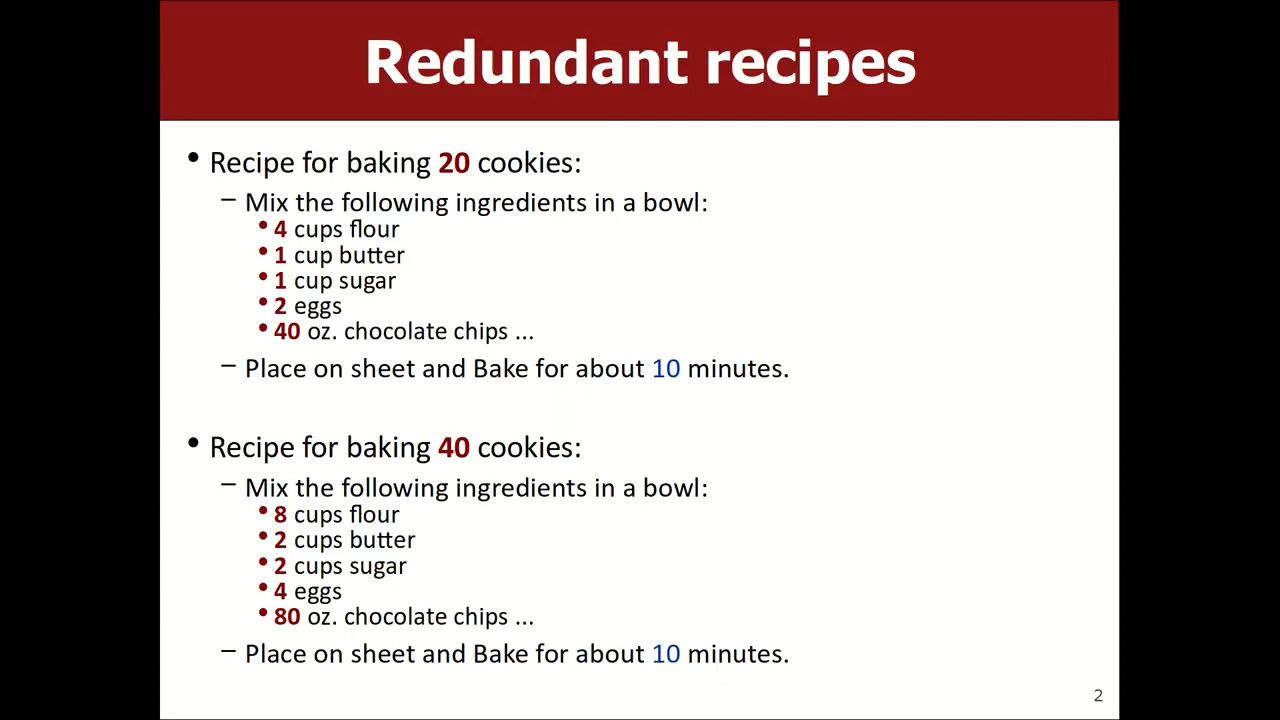 Redundant recipes
• Recipe for baking 20 cookies:
– Mix the following ingredients in a bowl:
• 4 cups flour
• 1 cup butter
• 1 cup sugar
• 2 eggs
• 40 oz. chocolate chips ...
– Place on sheet and Bake for about 10 minutes.
• Recipe for baking 40 cookies:
– Mix the following ingredients in a bowl:
• 8 cups flour
• 2 cups butter
• 2 cups sugar
• 4 eggs
• 80 oz. chocolate chips ...
– Place on sheet and Bake for about 10 minutes.
2